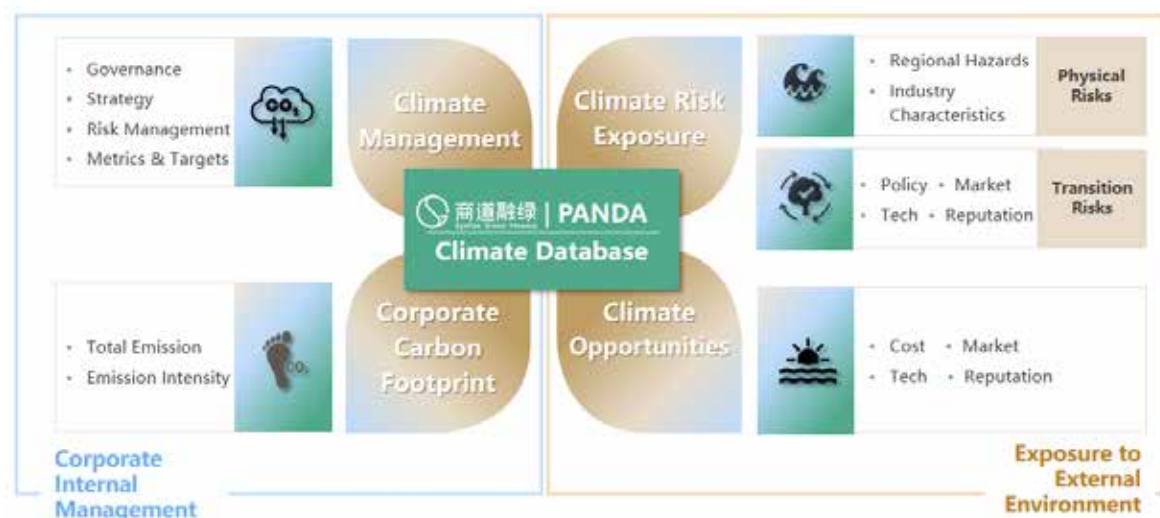 • Governance
• Strategy
• Risk Management
• Metrics & Targets
CO₂
Climate
Management
Climate Risk
Exposure
• Regional Hazards
• Industry
Characteristics
Physical
Risks
• Policy • Market
• Tech • Reputation
Transition
Risks
商道融绿 | PANDA
Climate Database
• Total Emission
• Emission Intensity
CO₂
Corporate
Carbon
Footprint
Climate
Opportunities
• Cost • Market
• Tech • Reputation
Corporate
Internal
Management
Exposure to
External
Environment